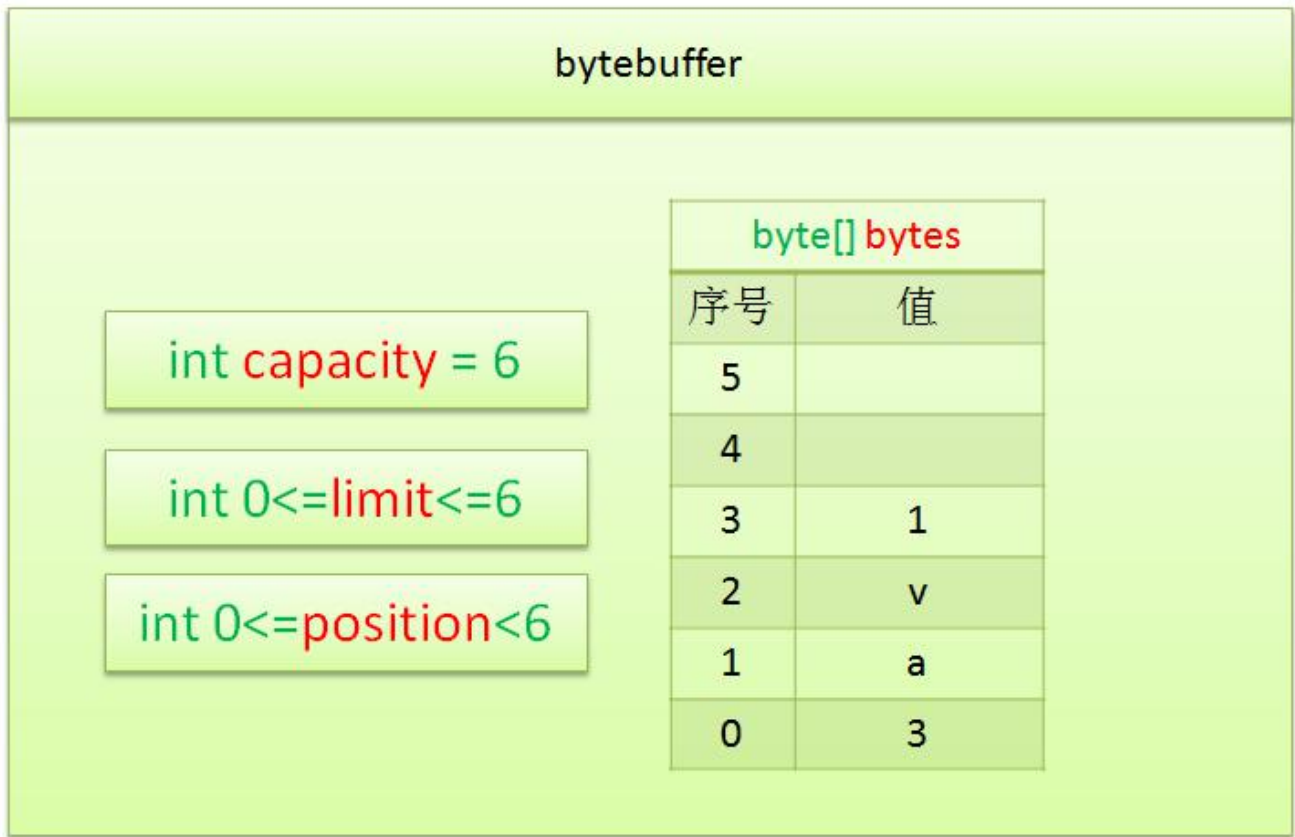 bytebuffer
int capacity = 6
int 0<=limit<=6
int 0<=position<6
byte[] bytes
序号 值
5
4
3 1
2 v
1 a
0 3